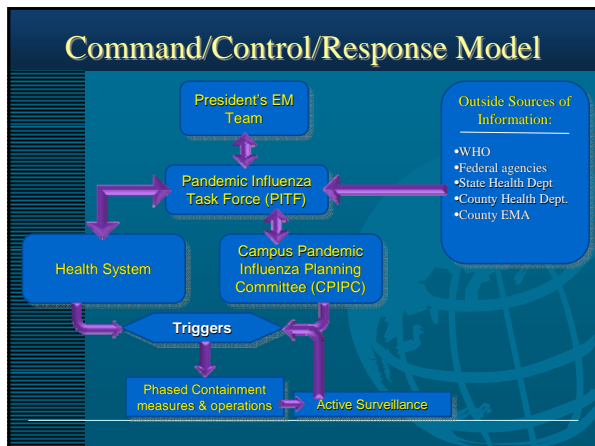 Command/Control/Response Model
President's EM
Team
Outside Sources of
Information:
•WHO
•Federal agencies
•State Health Dept
•County Health Dept.
•County EMA
Pandemic Influenza
Task Force (PITF)
Health System
Campus Pandemic
Influenza Planning
Committee (CPIPC)
Triggers
Phased Containment
measures & operations
Active Surveillance